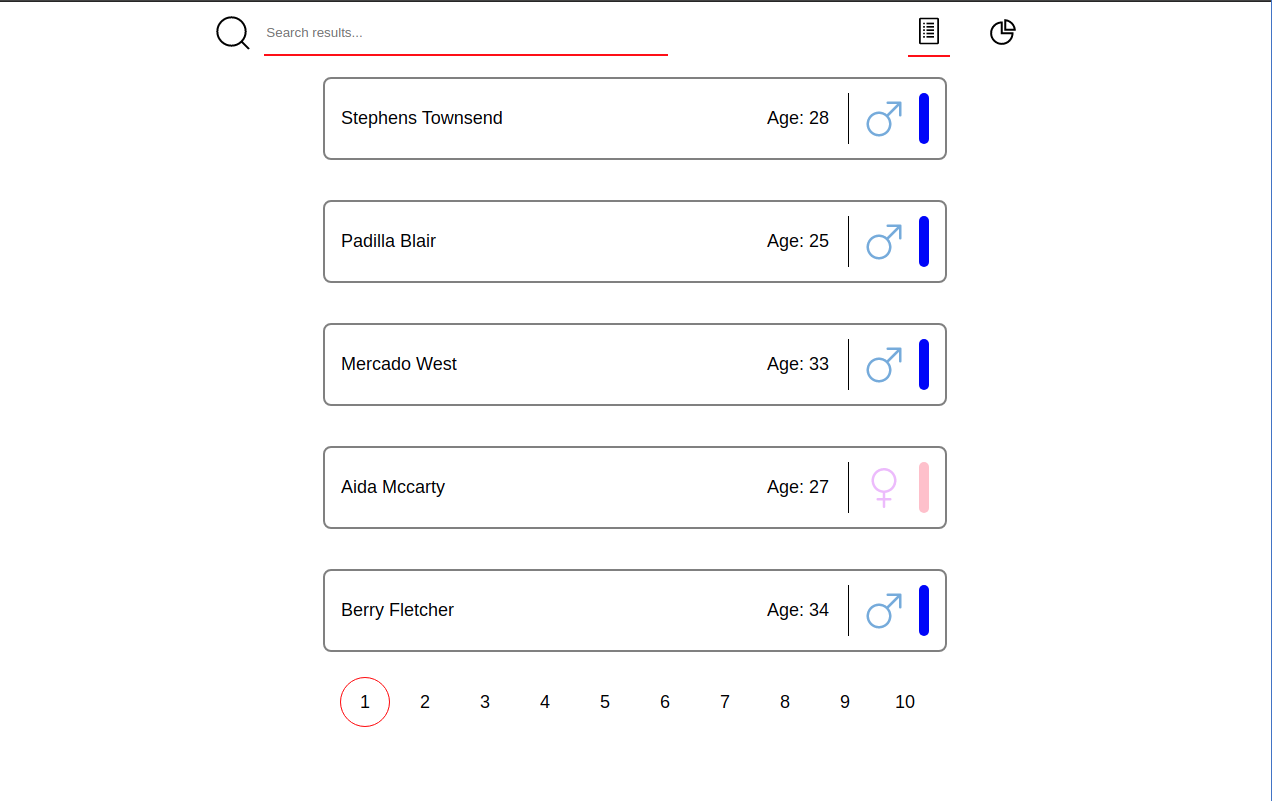 Search results...
Stephens Townsend Age: 28
Padilla Blair Age: 25
Mercado West Age: 33
Aida Mccarty Age: 27
Berry Fletcher Age: 34
1 2 3 4 5 6 7 8 9 10